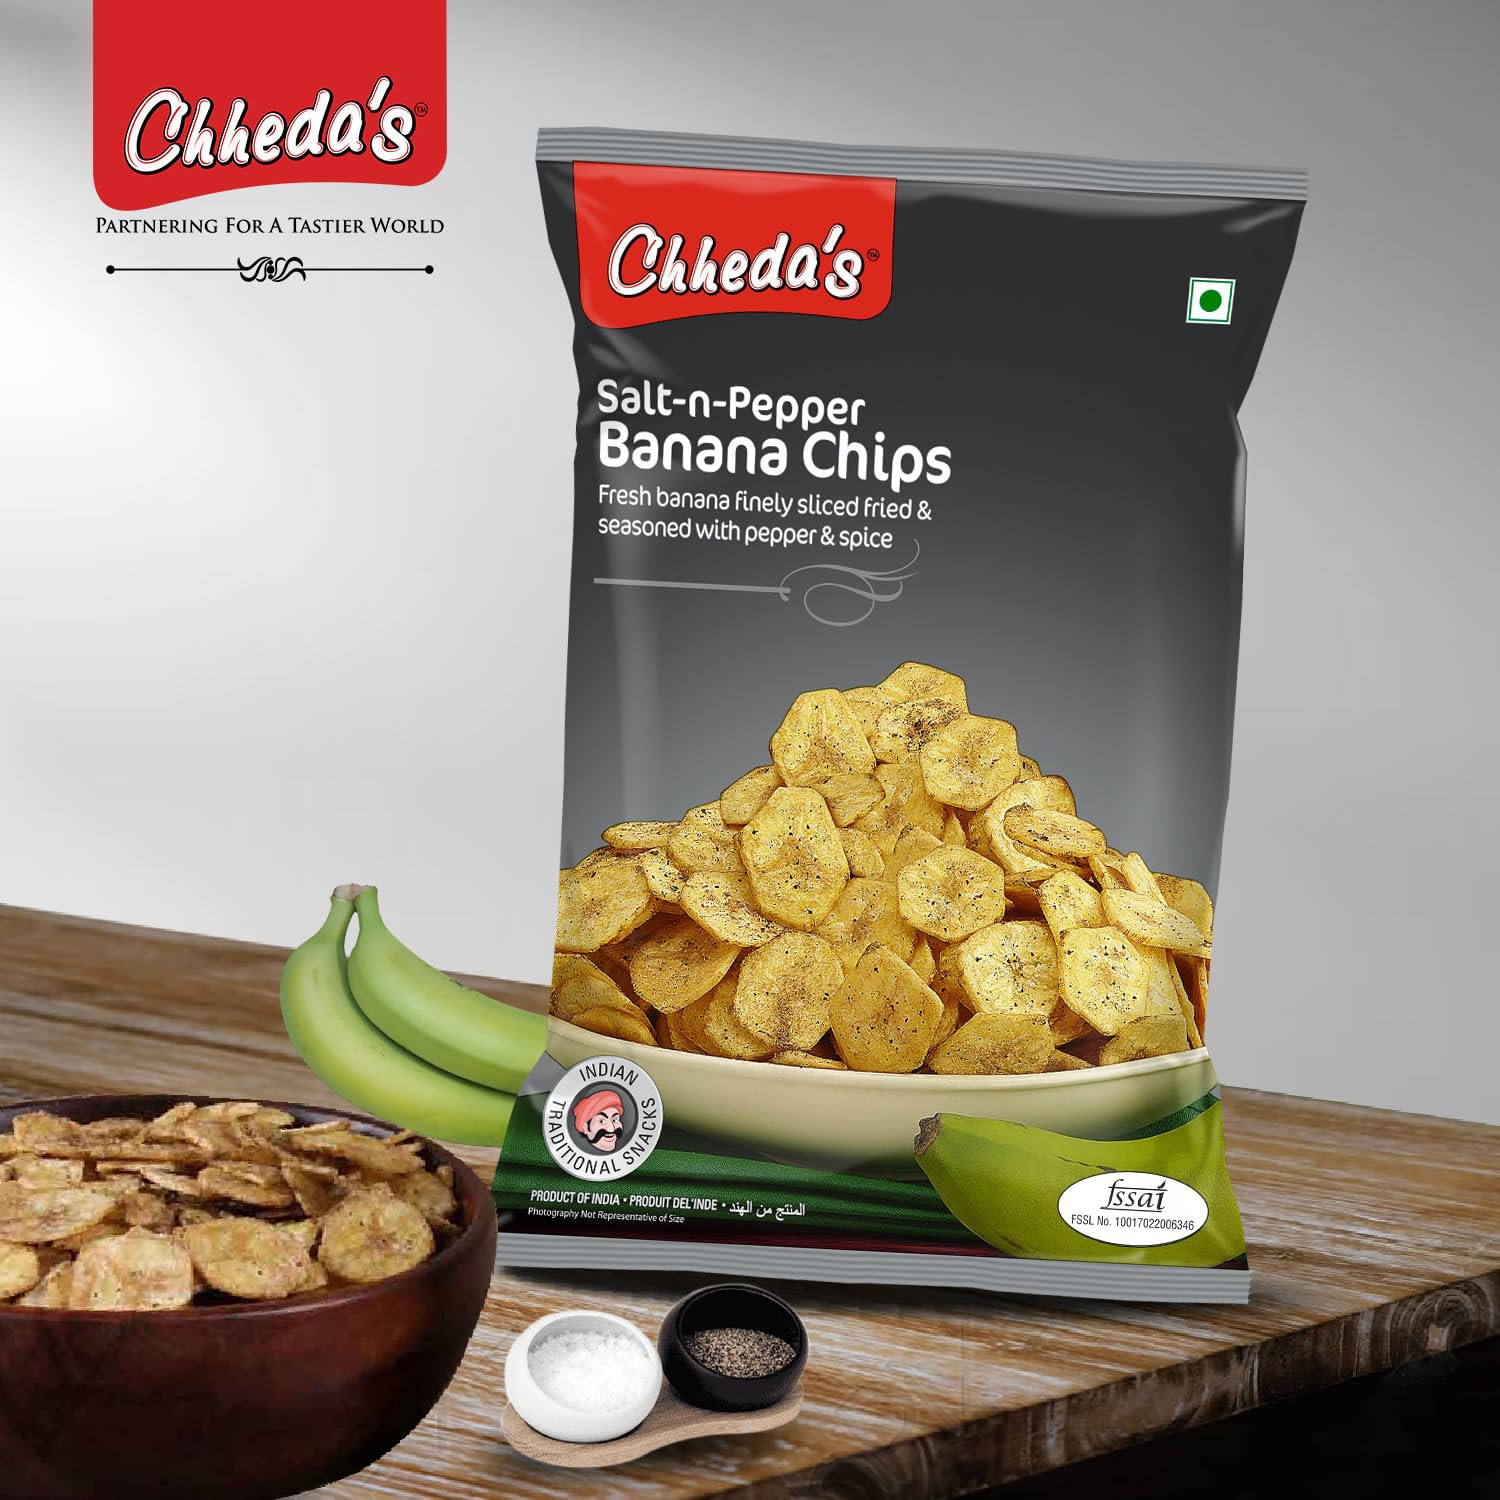 Chheda's™
PARTNERING FOR A TASTIER WORLD
Chheda's™
Salt-n-Pepper
Banana Chips
Fresh banana finely sliced fried &
seasoned with pepper & spice
INDIAN
TRADITIONAL SNACKS
PRODUCT OF INDIA • PRODUIT DEL'INDE • المنتج من الهند
Photography Not Representative of Size
fssai
FSSL No. 10017022006346